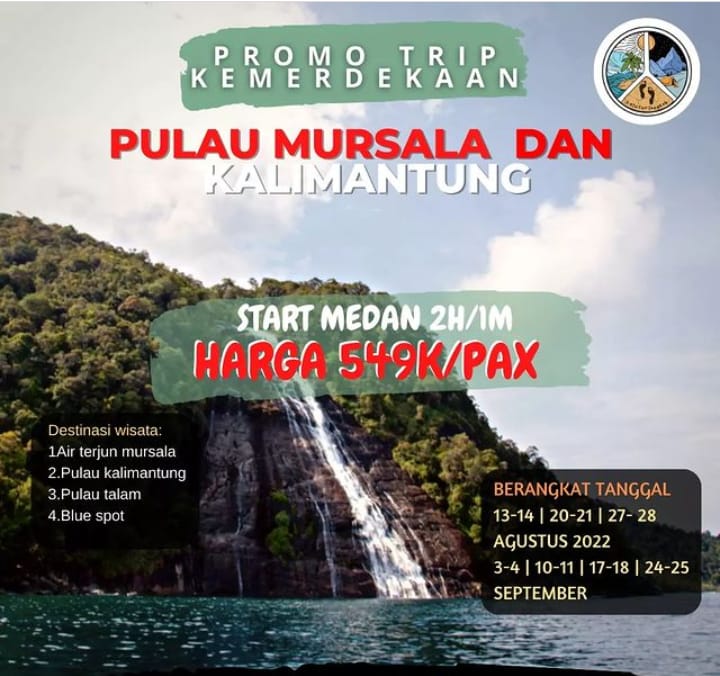 PROMO TRIP
KEMERDEKAAN
PULAU MURSALA DAN
KALIMANTUNG
START MEDAN 2H/1M
HARGA 549K/PAX
Destinasi wisata:
1Air terjun mursala
2.Pulau kalimantung
3.Pulau talam
4.Blue spot
BERANGKAT TANGGAL
13-14 | 20-21 | 27- 28
AGUSTUS 2022
3-4 | 10-11 | 17-18 | 24-25
SEPTEMBER